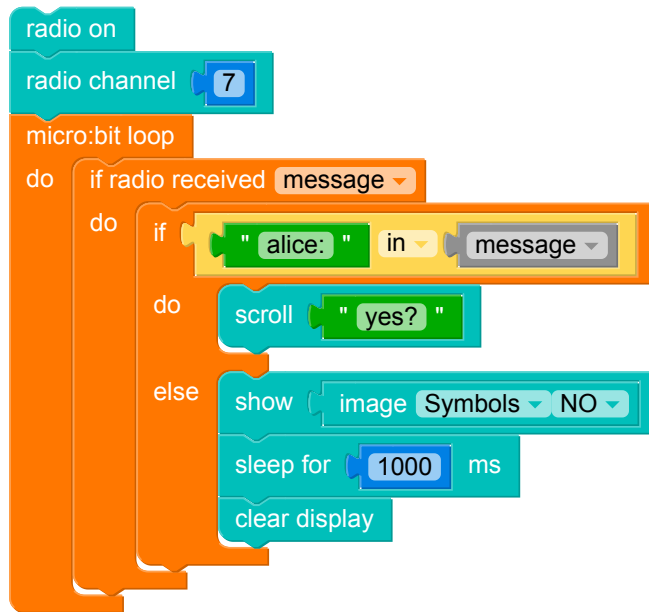 radio on
radio channel 7
micro:bit loop
do if radio received message
do if " alice: " in message
do scroll " yes? "
else show image Symbols NO
sleep for 1000 ms
clear display